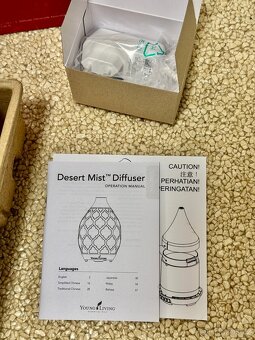 Desert Mist™ Diffuser
OPERATION MANUAL
Languages
English
Simplified Chinese
Traditional Chinese
Japanese
Malay
Bahasa
YOUNG LIVING
CAUTION!
注意!
PERHATIAN!
PERINGATAN!